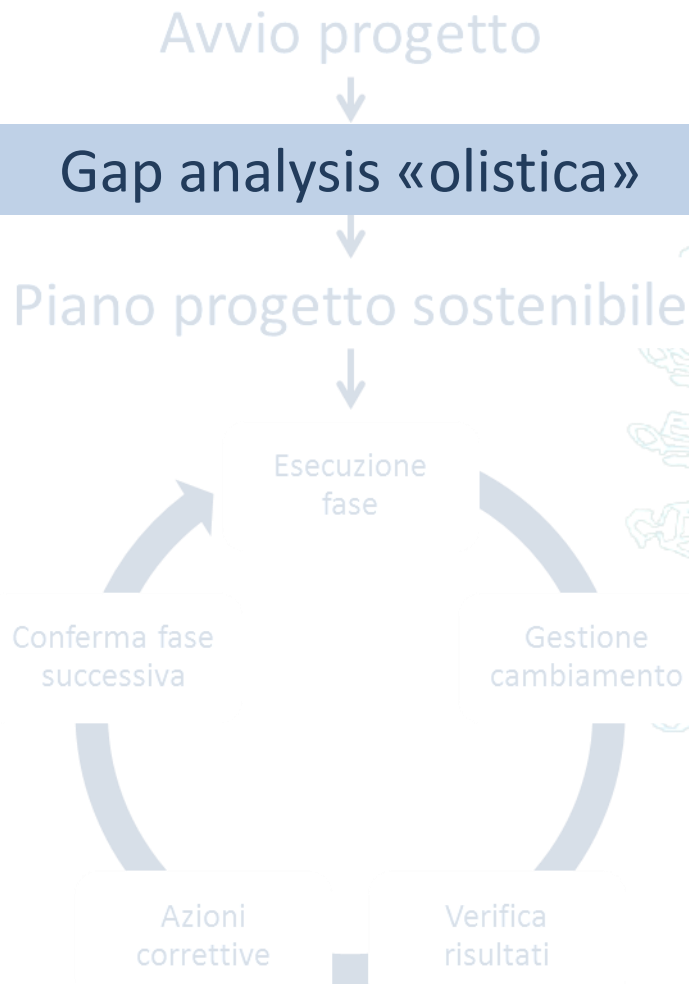 Avvio progetto
Gap analysis «olistica»
Piano progetto sostenibile
Esecuzione
fase
Gestione
cambiamento
Verifica
risultati
Azioni
correttive
Conferma fase
successiva